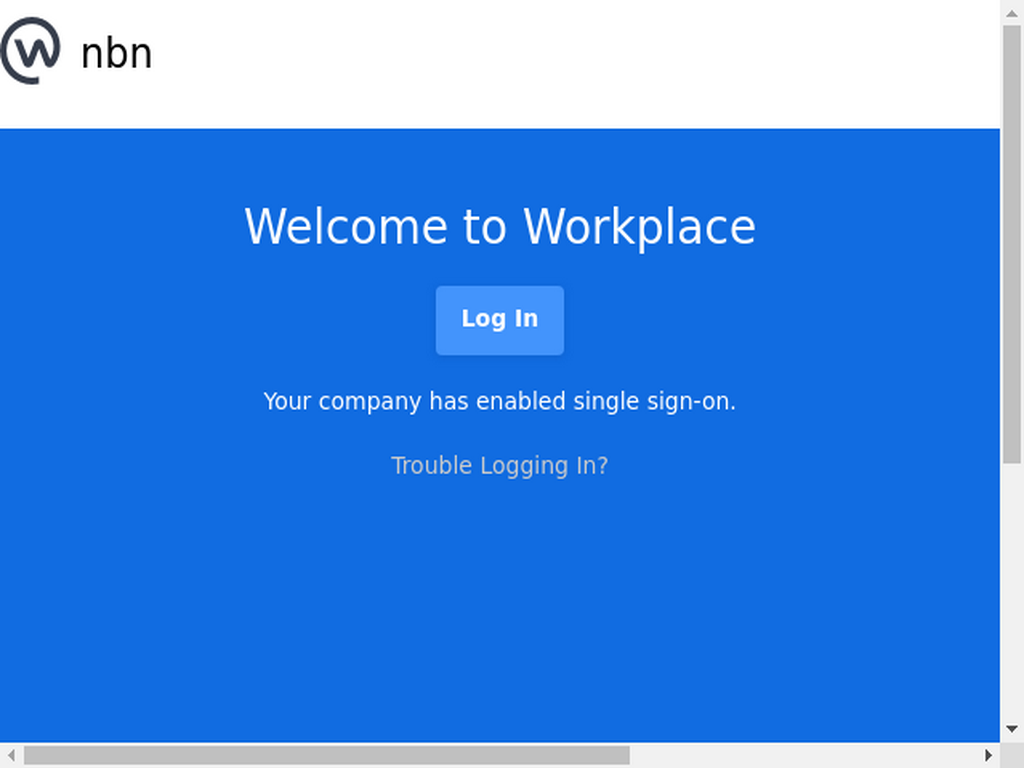 nbn
Welcome to Workplace
Log In
Your company has enabled single sign-on.
Trouble Logging In?